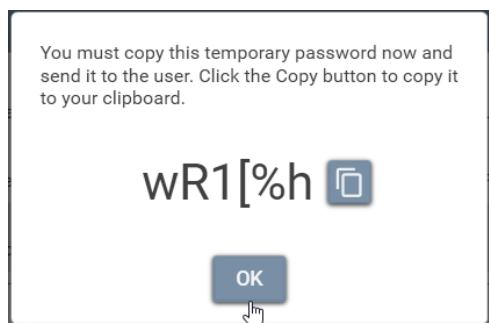 You must copy this temporary password now and
send it to the user. Click the Copy button to copy it
to your clipboard.
wR1[%h
OK